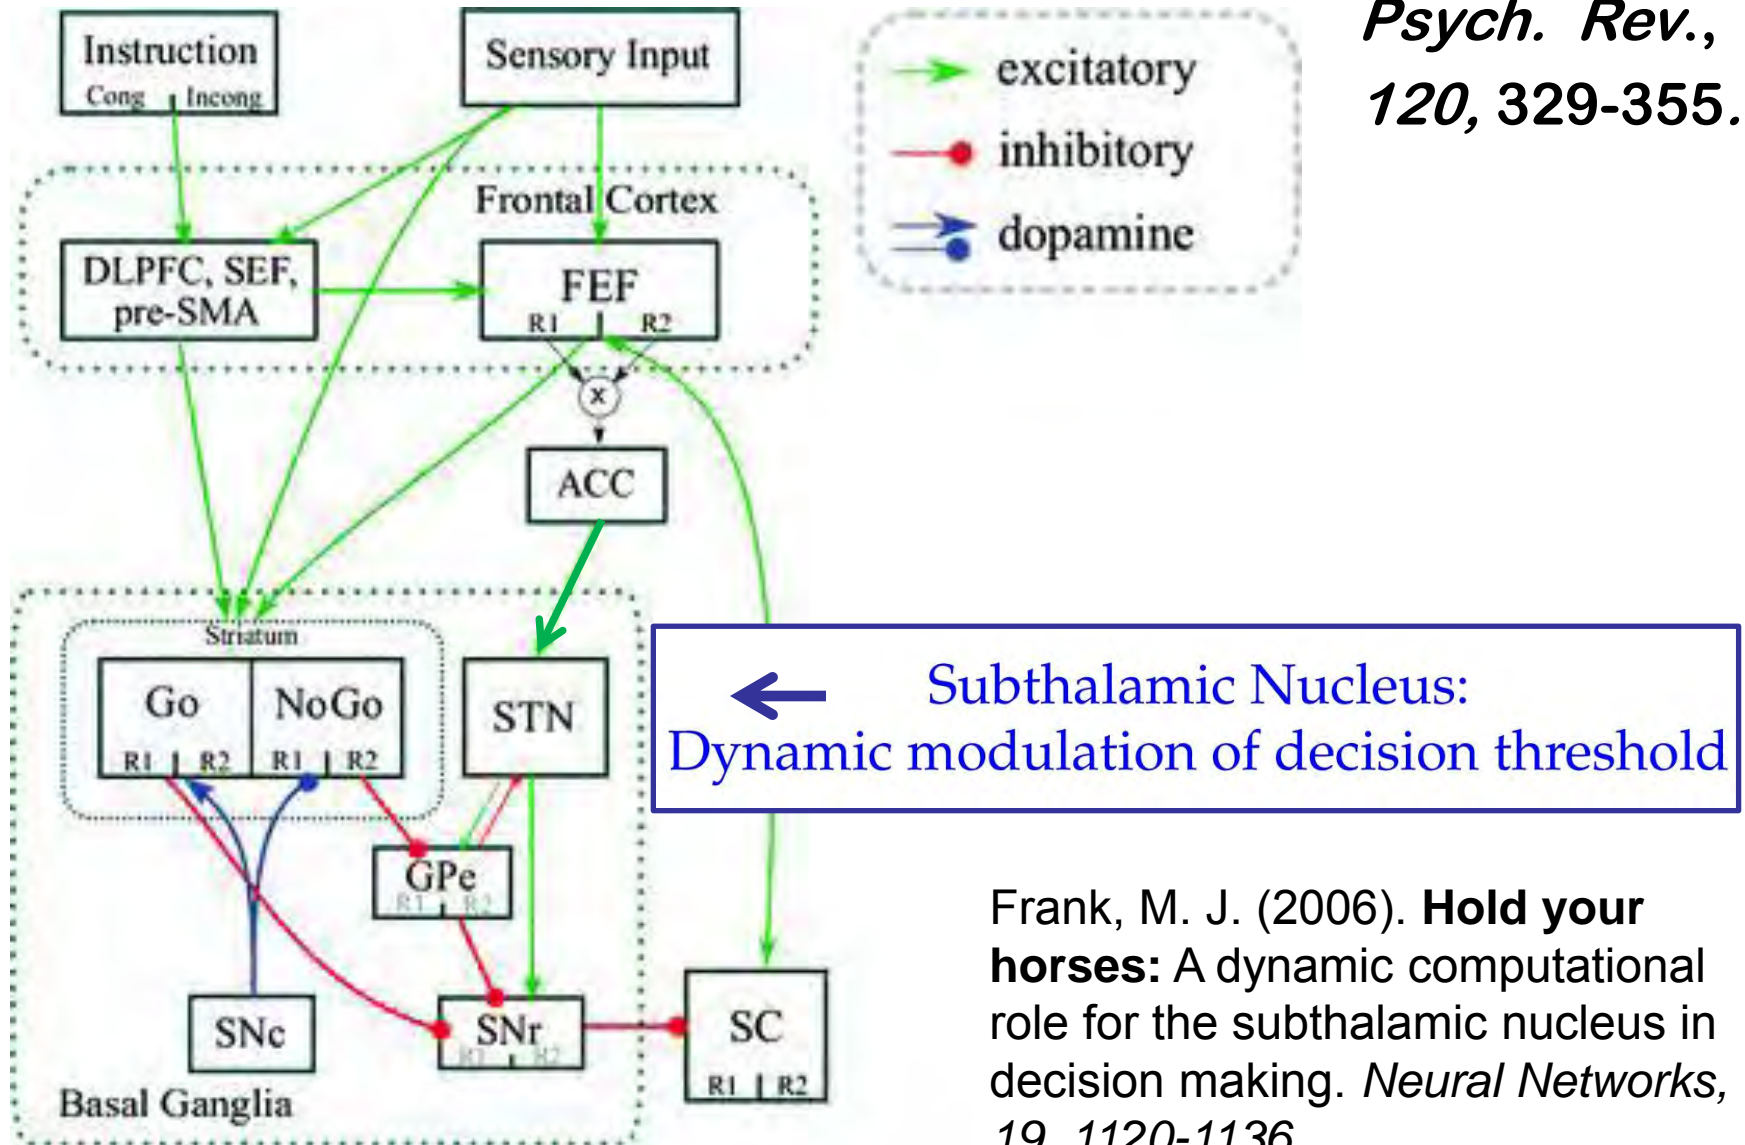 Psych. Rev.,
120, 329-355.
Instruction
Cong Incong
Sensory Input
excitatory
inhibitory
dopamine
Frontal Cortex
DLPFC, SEF,
pre-SMA
FEF
R1 R2
x
ACC
Striatum
Go NoGo
R1 R2 R1 R2
STN
Subthalamic Nucleus:
Dynamic modulation of decision threshold
GPe
R1 R2
SNc
SNr
R1 R2
SC
R1 R2
Basal Ganglia
Frank, M. J. (2006). Hold your
horses: A dynamic computational
role for the subthalamic nucleus in
decision making. Neural Networks,
19, 1120-1136